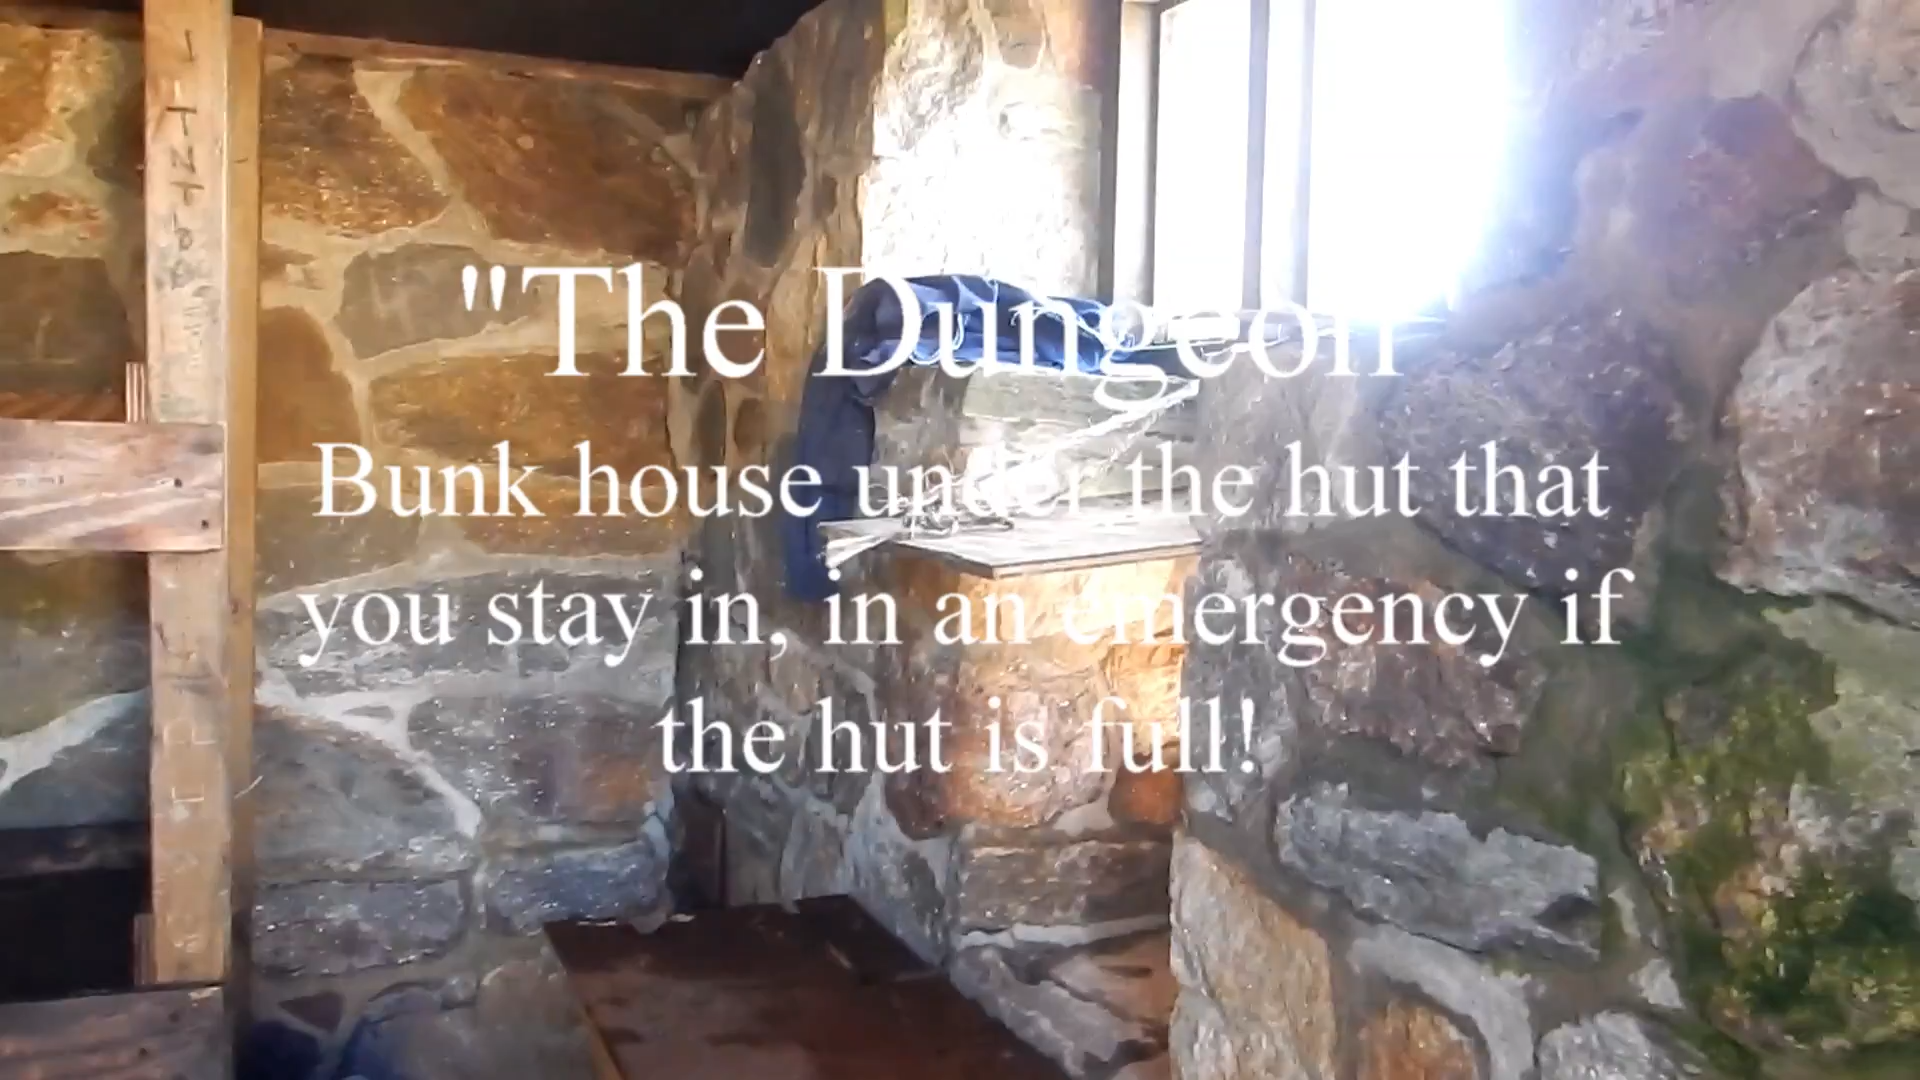 "The Dungeon
Bunk house under the hut that
you stay in, in an emergency if
the hut is full!